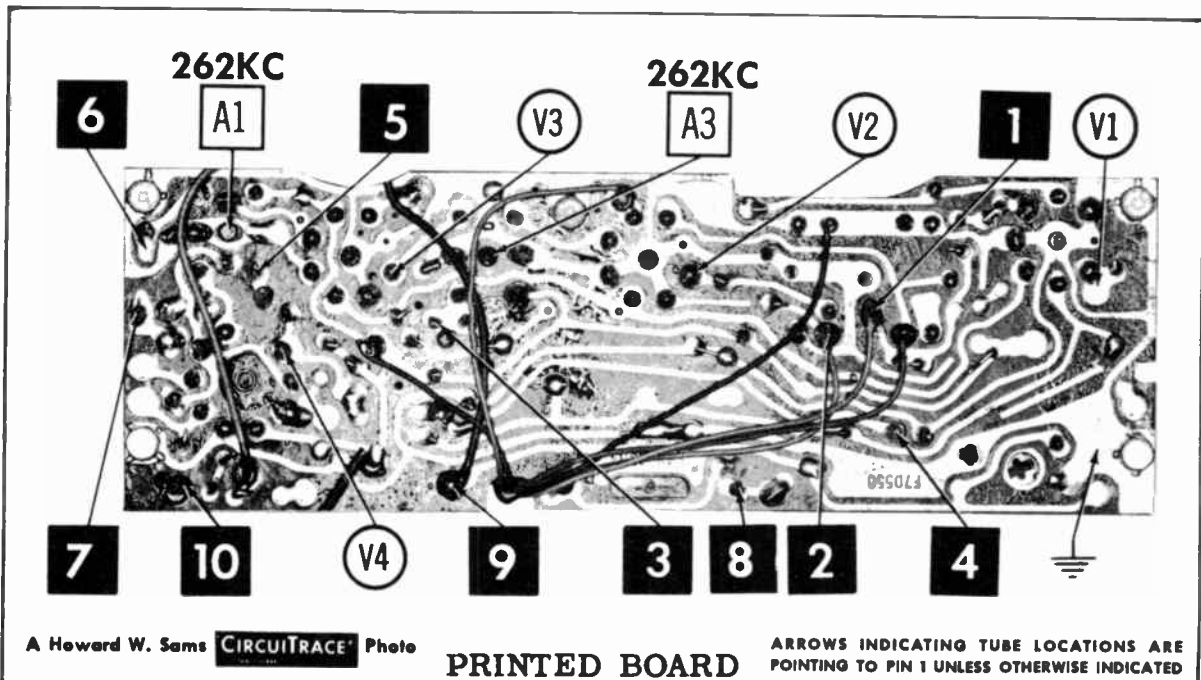 262KC 262KC
6 A1 5 V3 A3 V2 1 V1
F7D550
7 10 V4 9 3 8 2 4
A Howard W. Sams CIRCUITRACE Photo
PRINTED BOARD
ARROWS INDICATING TUBE LOCATIONS ARE
POINTING TO PIN 1 UNLESS OTHERWISE INDICATED